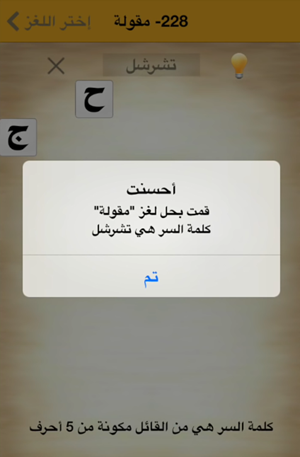 إختر اللغز
228- مقولة
تشرشل
ح
ج
أحسنت
قمت بحل لغز "مقولة"
كلمة السر هي تشرشل
تم
كلمة السر هي من القائل مكونة من 5 أحرف